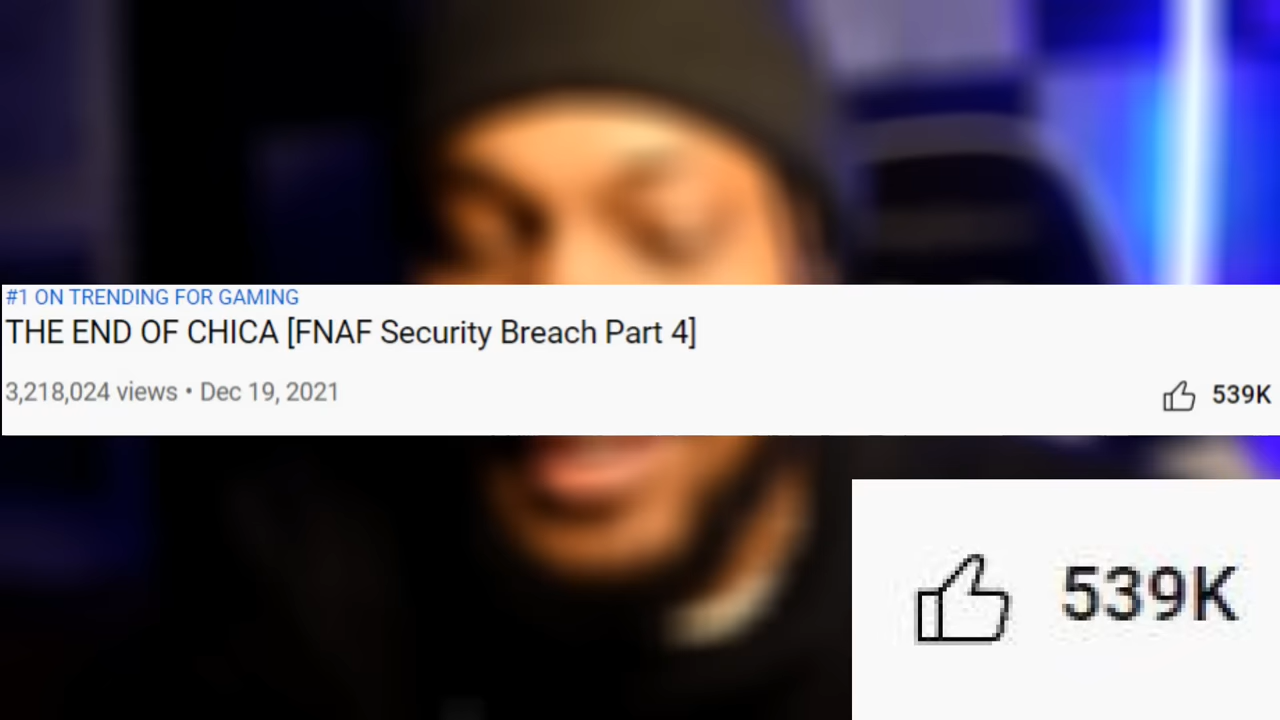 #1 ON TRENDING FOR GAMING
THE END OF CHICA [FNAF Security Breach Part 4]
3,218,024 views • Dec 19, 2021
539K
539K